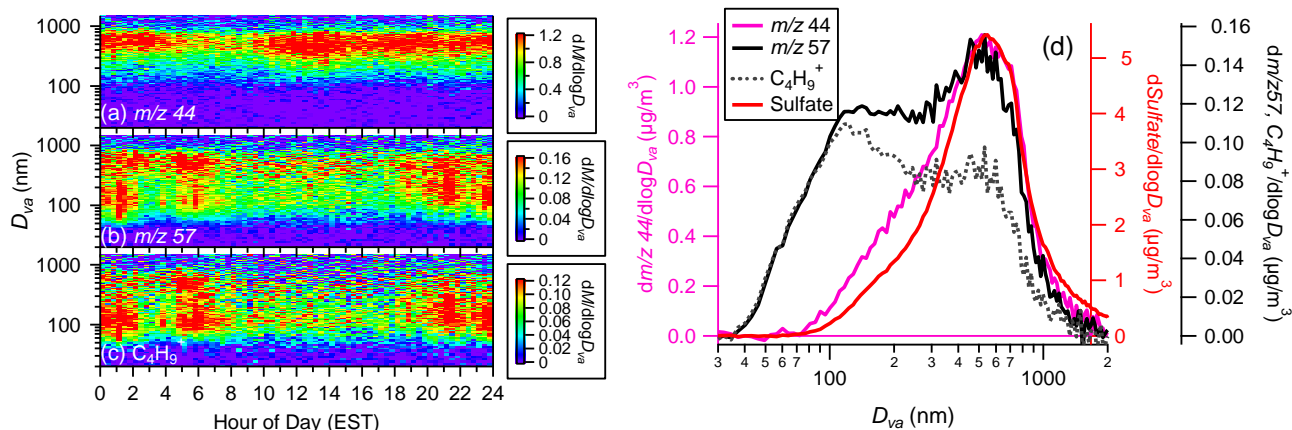 1000
100
(a) m/z 44
1.2
0.8
0.4
0
dM/dlogDva
1000
100
(b) m/z 57
0.16
0.12
0.08
0.04
0
dM/dlogDva
1000
100
(c) C4H9
0.12
0.10
0.08
0.06
0.04
0.02
0
dM/dlogDva
Dva (nm)
0 2 4 6 8 10 12 14 16 18 20 22 24
Hour of Day (EST)
m/z 44
m/z 57
C4H9+
Sulfate
(d)
1.2
1.0
0.8
0.6
0.4
0.2
0.0
dm/z 44/dlogDva (µg/m3)
5
4
3
2
1
0
dSulfate/dlogDva (µg/m3)
0.16
0.14
0.12
0.10
0.08
0.06
0.04
0.02
0.00
dm/z57, C4H9+/dlogDva (µg/m3)
3 4 5 6 7 100 2 3 4 5 6 7 1000 2
Dva (nm)